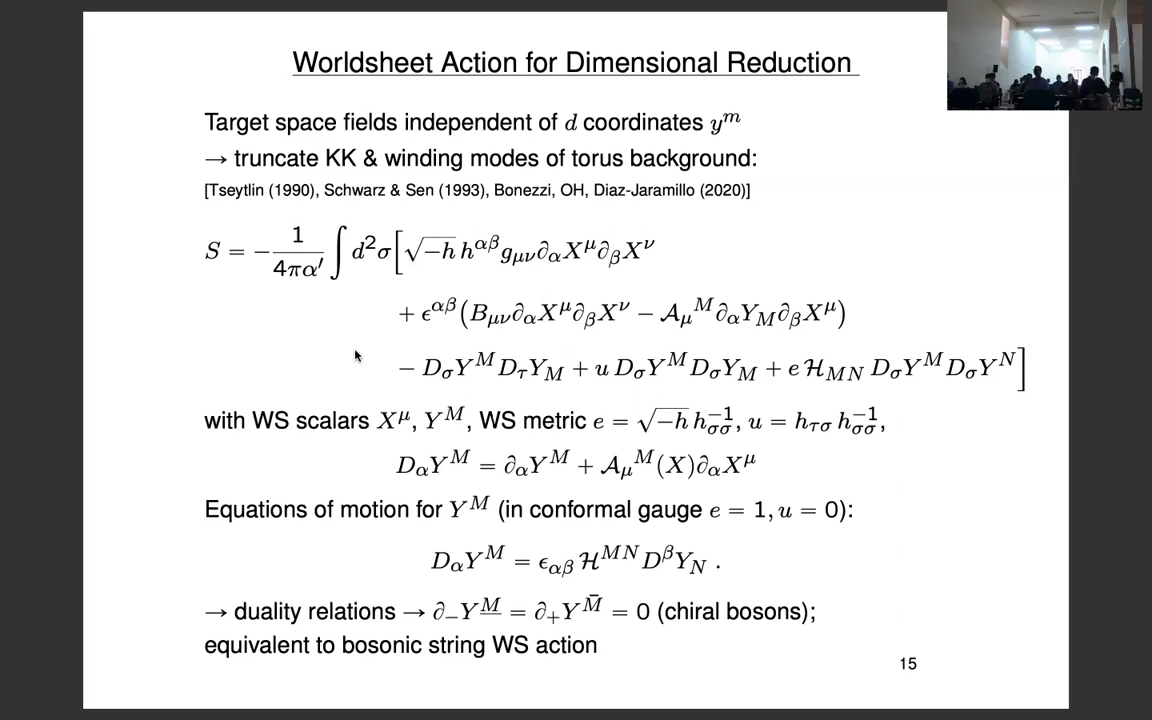 Worldsheet Action for Dimensional Reduction
Target space fields independent of d coordinates yᵐ
→ truncate KK & winding modes of torus background:
[Tseytlin (1990), Schwarz & Sen (1993), Bonezzi, OH, Diaz-Jaramillo (2020)]
S = − 1/(4πα′) ∫ d²σ[ √−h h^{αβ} g_{μν} ∂_α X^μ ∂_β X^ν
+ ϵ^{αβ}(B_{μν} ∂_α X^μ ∂_β X^ν − 𝒜_μ^M ∂_α Y_M ∂_β X^μ)
− D_σ Y^M D_τ Y_M + u D_σ Y^M D_σ Y_M + e ℋ_{MN} D_σ Y^M D_σ Y^N ]
with WS scalars X^μ, Y^M, WS metric e = √−h h_{σσ}^{−1}, u = h_{τσ} h_{σσ}^{−1},
D_α Y^M = ∂_α Y^M + 𝒜_μ^M(X) ∂_α X^μ
Equations of motion for Y^M (in conformal gauge e = 1, u = 0):
D_α Y^M = ϵ_{αβ} ℋ^{MN} D^β Y_N .
→ duality relations → ∂_− Y^{M̲} = ∂_+ Y^{M̄} = 0 (chiral bosons);
equivalent to bosonic string WS action
15